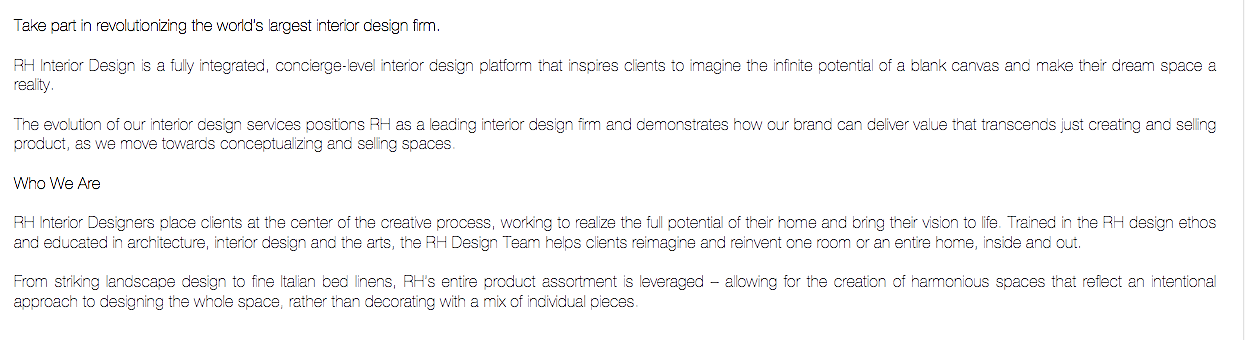 Take part in revolutionizing the world's largest interior design firm.
RH Interior Design is a fully integrated, concierge-level interior design platform that inspires clients to imagine the infinite potential of a blank canvas and make their dream space a
reality.
The evolution of our interior design services positions RH as a leading interior design firm and demonstrates how our brand can deliver value that transcends just creating and selling
product, as we move towards conceptualizing and selling spaces.
Who We Are
RH Interior Designers place clients at the center of the creative process, working to realize the full potential of their home and bring their vision to life. Trained in the RH design ethos
and educated in architecture, interior design and the arts, the RH Design Team helps clients reimagine and reinvent one room or an entire home, inside and out.
From striking landscape design to fine Italian bed linens, RH's entire product assortment is leveraged – allowing for the creation of harmonious spaces that reflect an intentional
approach to designing the whole space, rather than decorating with a mix of individual pieces.